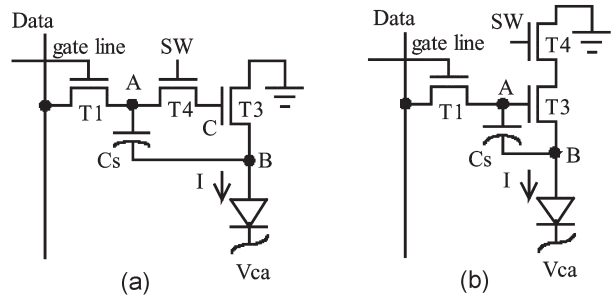 Data
SW
gate line
A
T1
T4
T3
C
Cs
B
I
Vca
(a)
Data
SW
T4
gate line
A
T1
T3
Cs
B
I
Vca
(b)